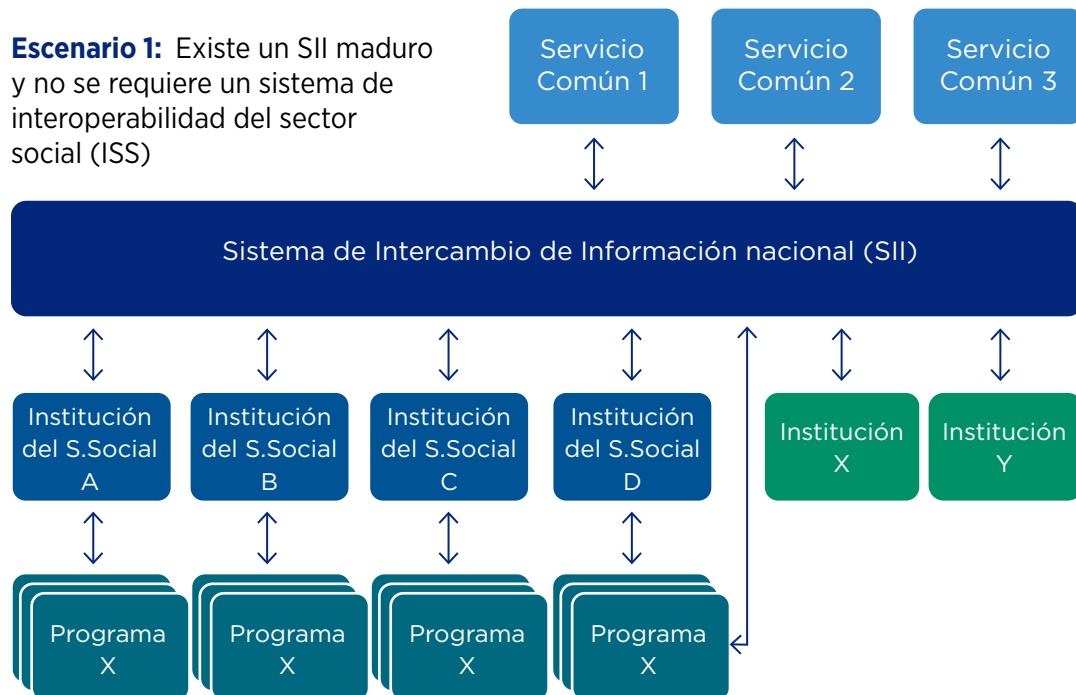 Escenario 1: Existe un SII maduro
y no se requiere un sistema de
interoperabilidad del sector
social (ISS)
Servicio
Común 1
Servicio
Común 2
Servicio
Común 3
Sistema de Intercambio de Información nacional (SII)
Institución
del S.Social
A
Institución
del S.Social
B
Institución
del S.Social
C
Institución
del S.Social
D
Institución
X
Institución
Y
Programa
X
Programa
X
Programa
X
Programa
X